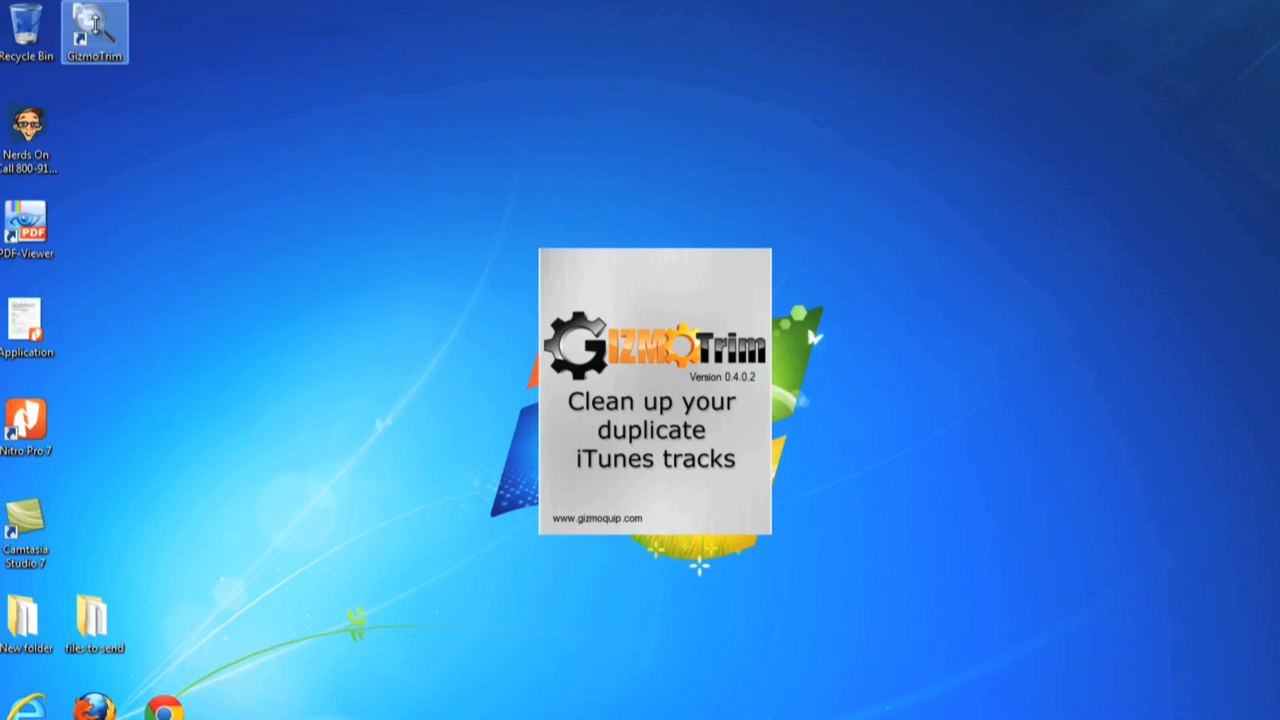 Recycle Bin
GizmoTrim
Nerds On
Call 800-91...
PDF
PDF-Viewer
Application
Nitro Pro 7
Camtasia
Studio 7
New folder
files to send
GIZMOTrim
Version 0.4.0.2
Clean up your
duplicate
iTunes tracks
www.gizmoquip.com